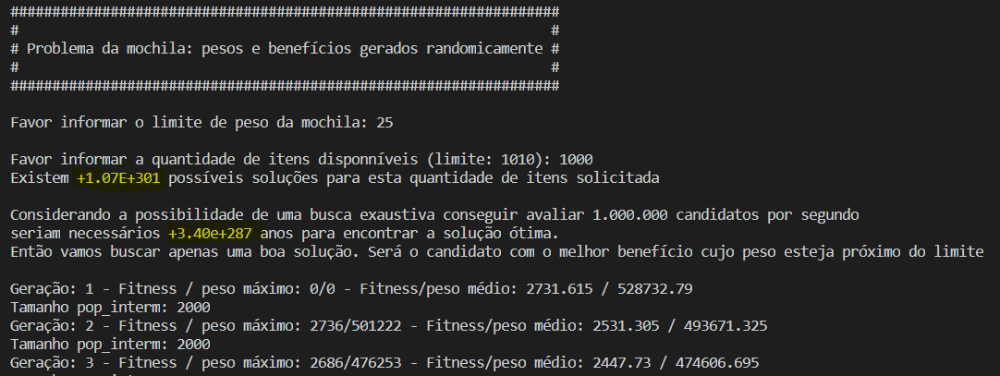 ##################################################################
#                                                                #
# Problema da mochila: pesos e benefícios gerados randomicamente #
#                                                                #
##################################################################
Favor informar o limite de peso da mochila: 25
Favor informar a quantidade de itens disponníveis (limite: 1010): 1000
Existem +1.07E+301 possíveis soluções para esta quantidade de itens solicitada
Considerando a possibilidade de uma busca exaustiva conseguir avaliar 1.000.000 candidatos por segundo
seriam necessários +3.40e+287 anos para encontrar a solução ótima.
Então vamos buscar apenas uma boa solução. Será o candidato com o melhor benefício cujo peso esteja próximo do limite
Geração: 1 - Fitness / peso máximo: 0/0 - Fitness/peso médio: 2731.615 / 528732.79
Tamanho pop_interm: 2000
Geração: 2 - Fitness / peso máximo: 2736/501222 - Fitness/peso médio: 2531.305 / 493671.325
Tamanho pop_interm: 2000
Geração: 3 - Fitness / peso máximo: 2686/476253 - Fitness/peso médio: 2447.73 / 474606.695